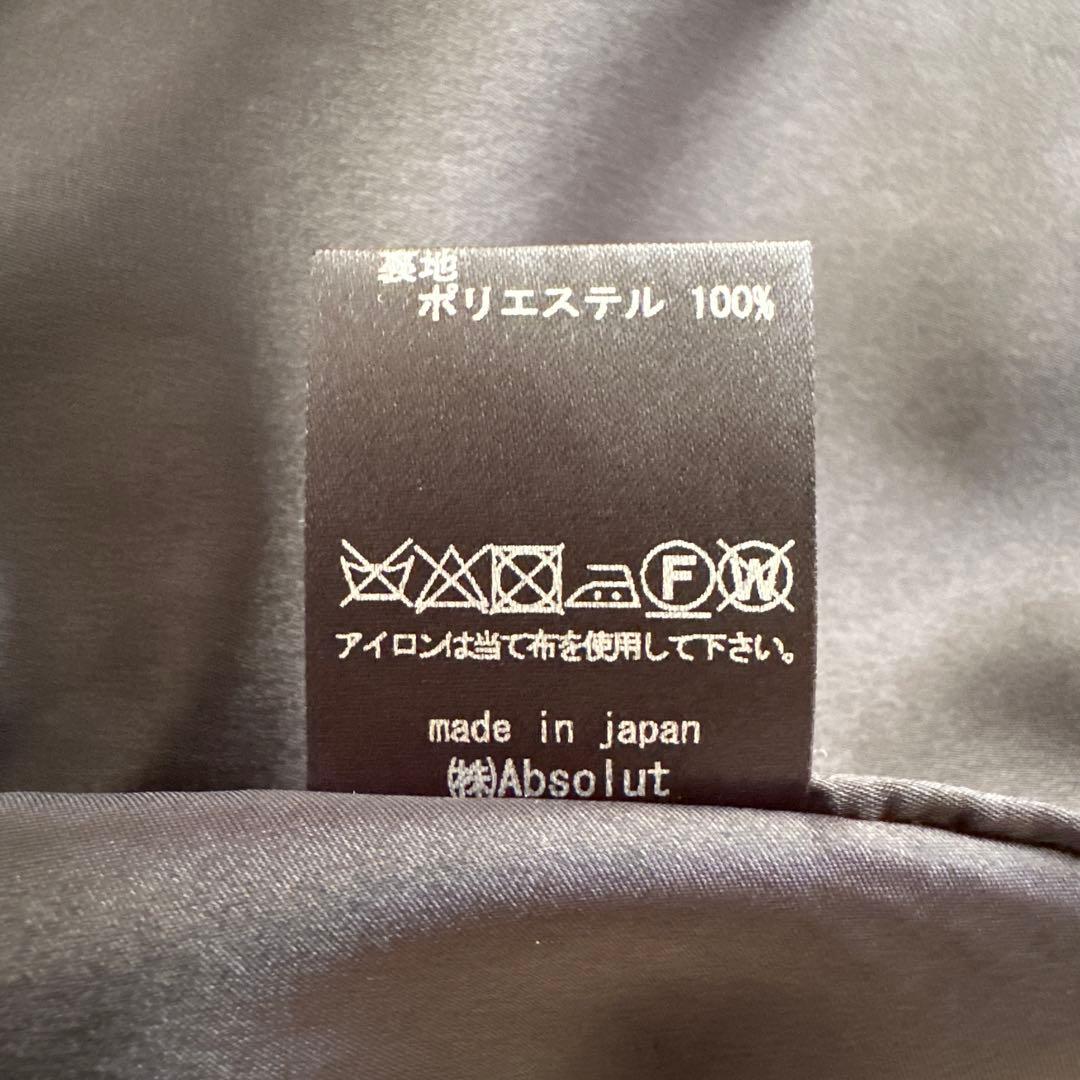 裏地
ポリエステル 100%
F W
アイロンは当て布を使用して下さい。
made in japan
㈱Absolut